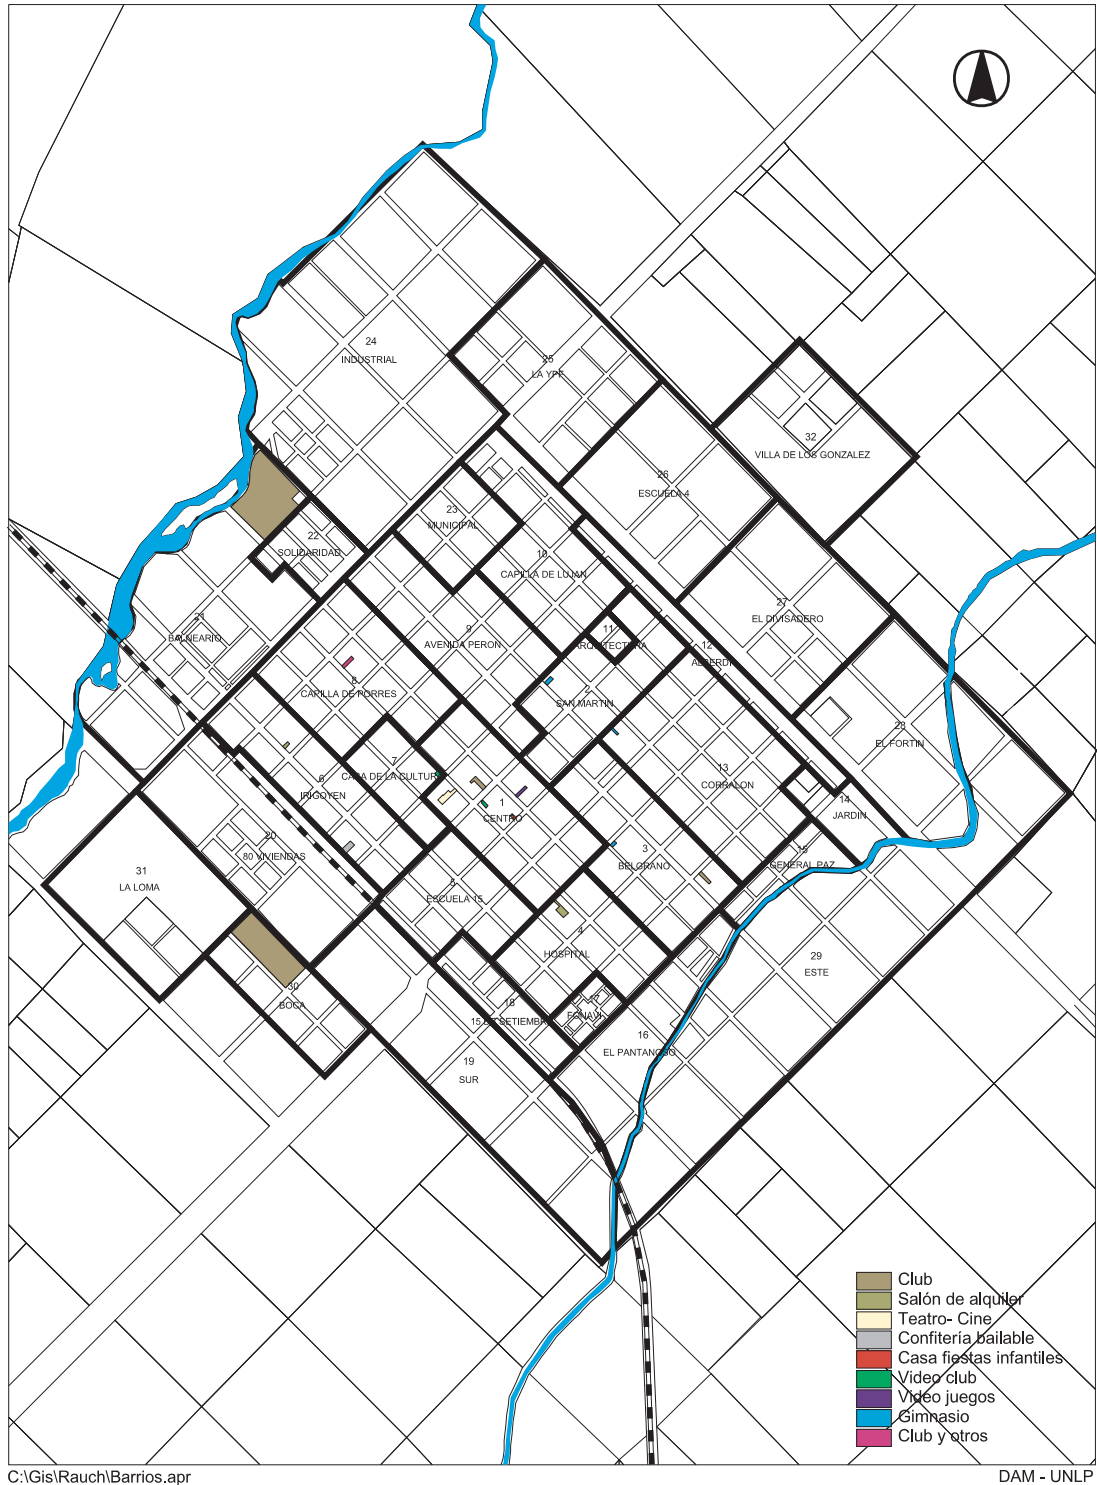 24
INDUSTRIAL
25
LA YPF
32
VILLA DE LOS GONZALEZ
26
ESCUELA 4
23
MUNICIPAL
22
SOLIDARIDAD
10
CAPILLA DE LUJAN
27
EL DIVISADERO
21
BALNEARIO
9
AVENIDA PERON
11
ARQUITECTURA
12
ALBERDI
8
CAPILLA DE PORRES
2
SAN MARTIN
28
EL FORTIN
7
CASA DE LA CULTURA
6
IRIGOYEN
13
CORRALON
1
CENTRO
14
JARDIN
20
80 VIVIENDAS
3
BELGRANO
15
GENERAL PAZ
31
LA LOMA
5
ESCUELA 15
4
HOSPITAL
29
ESTE
30
BOCA
17
FONAVI
18
15 DE SETIEMBRE
16
EL PANTANOSO
19
SUR
Club
Salón de alquiler
Teatro- Cine
Confitería bailable
Casa fiestas infantiles
Video club
Video juegos
Gimnasio
Club y otros
C:\Gis\Rauch\Barrios.apr
DAM - UNLP